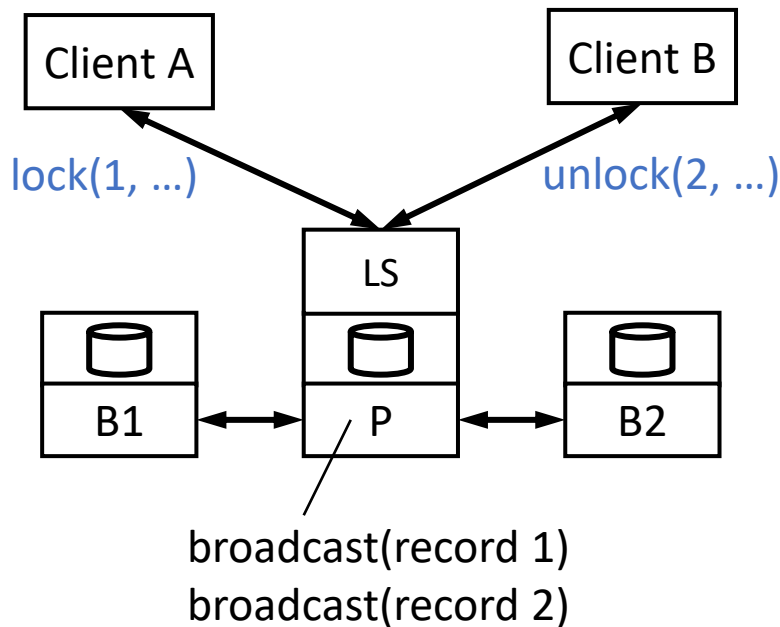 Client A
Client B
lock(1, …)
unlock(2, …)
LS
B1
P
B2
broadcast(record 1)
broadcast(record 2)